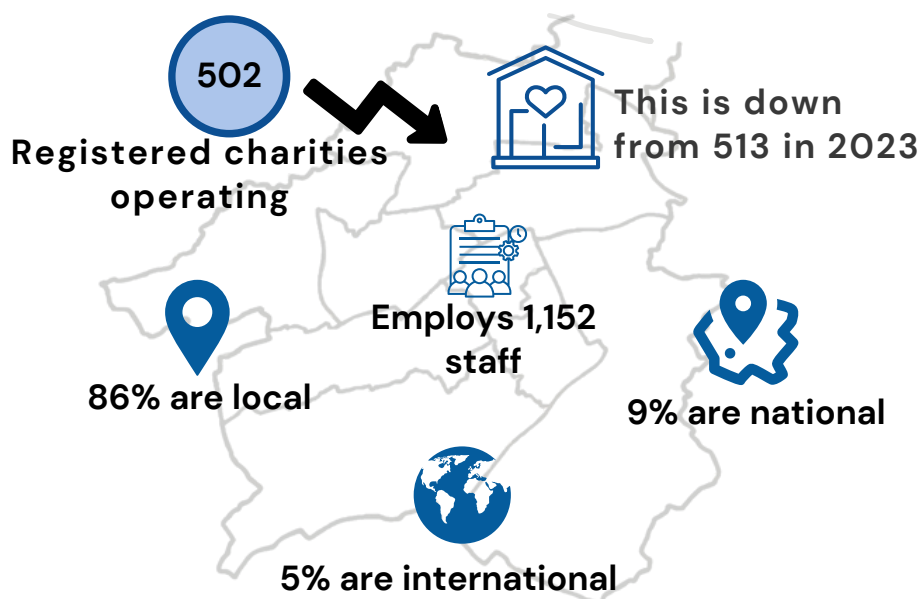 502
Registered charities
operating
This is down
from 513 in 2023
Employs 1,152
staff
86% are local
9% are national
5% are international